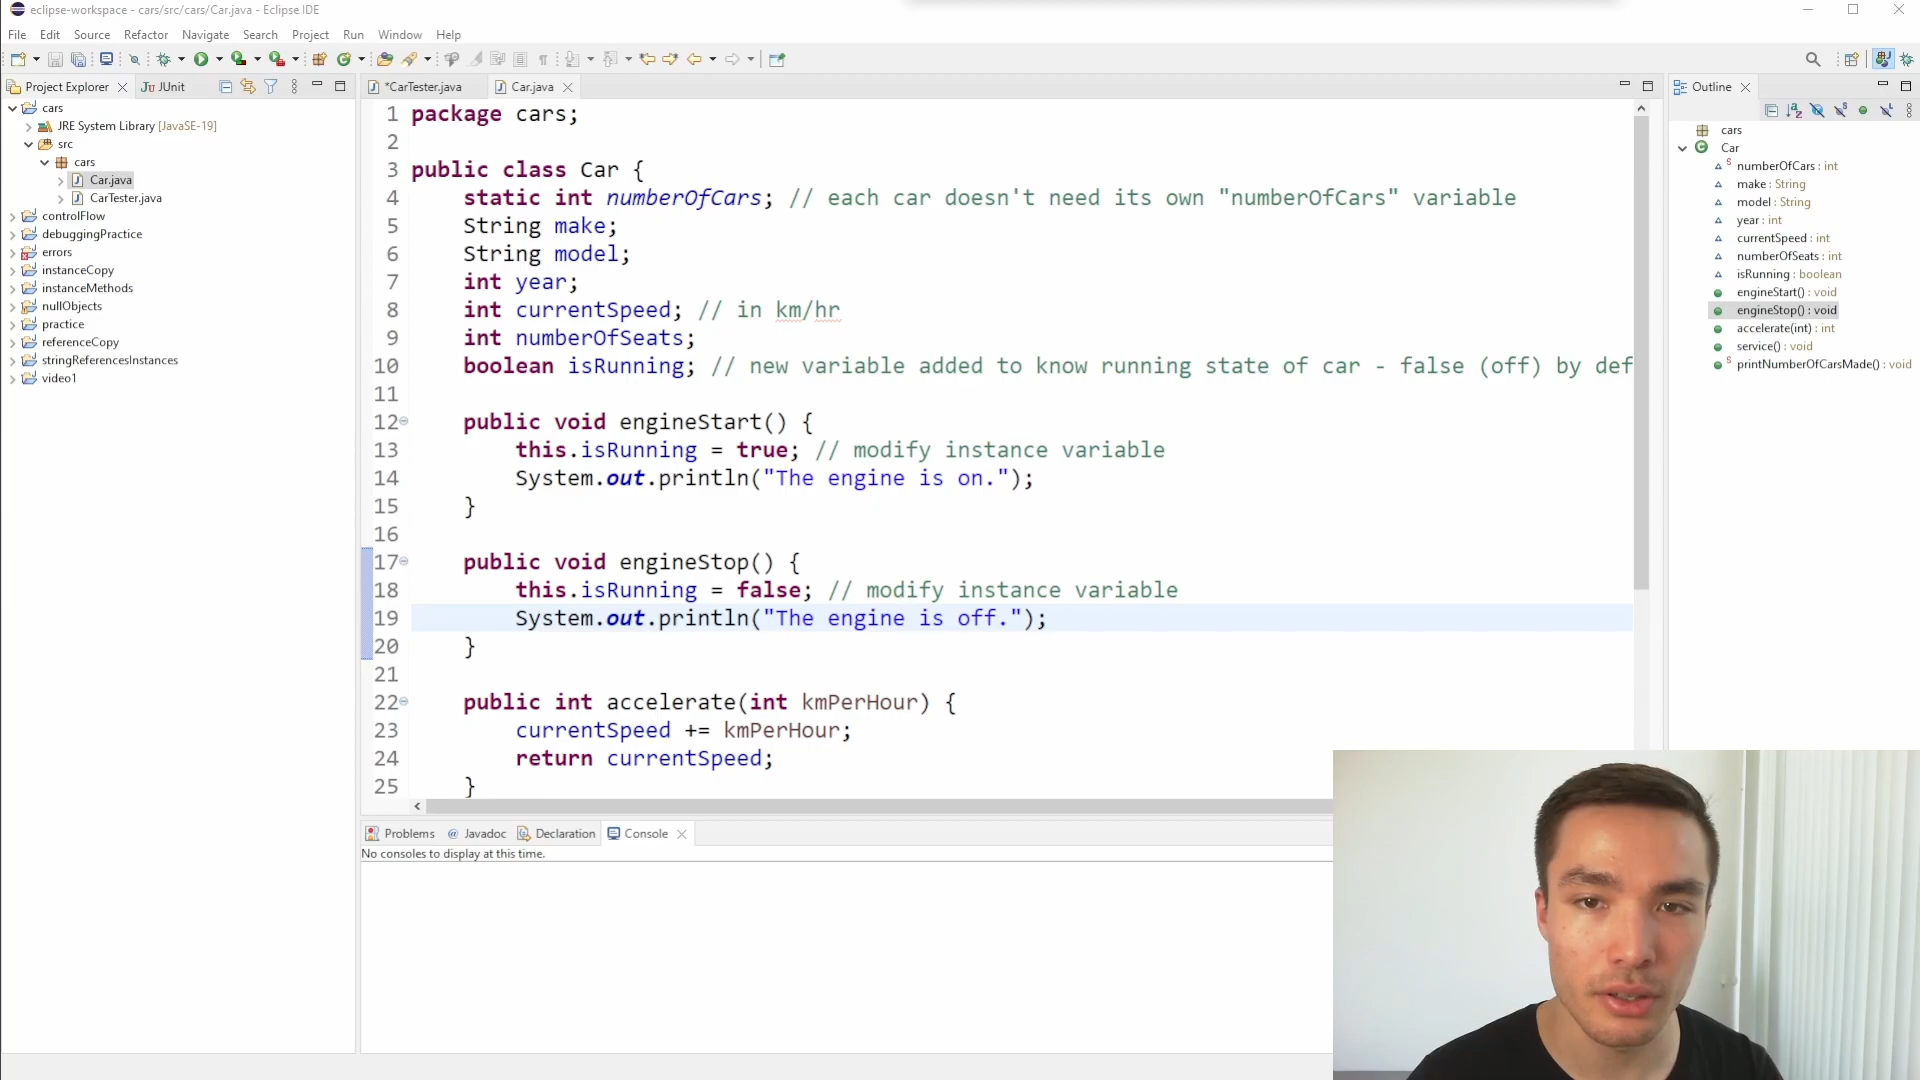 eclipse-workspace - cars/src/cars/Car.java - Eclipse IDE
File Edit Source Refactor Navigate Search Project Run Window Help
Project Explorer
JUnit
*CarTester.java
Car.java
Outline
cars
JRE System Library [JavaSE-19]
src
cars
Car.java
CarTester.java
controlFlow
debuggingPractice
errors
instanceCopy
instanceMethods
nullObjects
practice
referenceCopy
stringReferencesInstances
video1
1 package cars;
2
3 public class Car {
4 static int numberOfCars; // each car doesn't need its own "numberOfCars" variable
5 String make;
6 String model;
7 int year;
8 int currentSpeed; // in km/hr
9 int numberOfSeats;
10 boolean isRunning; // new variable added to know running state of car - false (off) by def
11
12 public void engineStart() {
13 this.isRunning = true; // modify instance variable
14 System.out.println("The engine is on.");
15 }
16
17 public void engineStop() {
18 this.isRunning = false; // modify instance variable
19 System.out.println("The engine is off.");
20 }
21
22 public int accelerate(int kmPerHour) {
23 currentSpeed += kmPerHour;
24 return currentSpeed;
25 }
cars
Car
numberOfCars : int
make : String
model : String
year : int
currentSpeed : int
numberOfSeats : int
isRunning : boolean
engineStart() : void
engineStop() : void
accelerate(int) : int
service() : void
printNumberOfCarsMade() : void
Problems @ Javadoc Declaration Console
No consoles to display at this time.